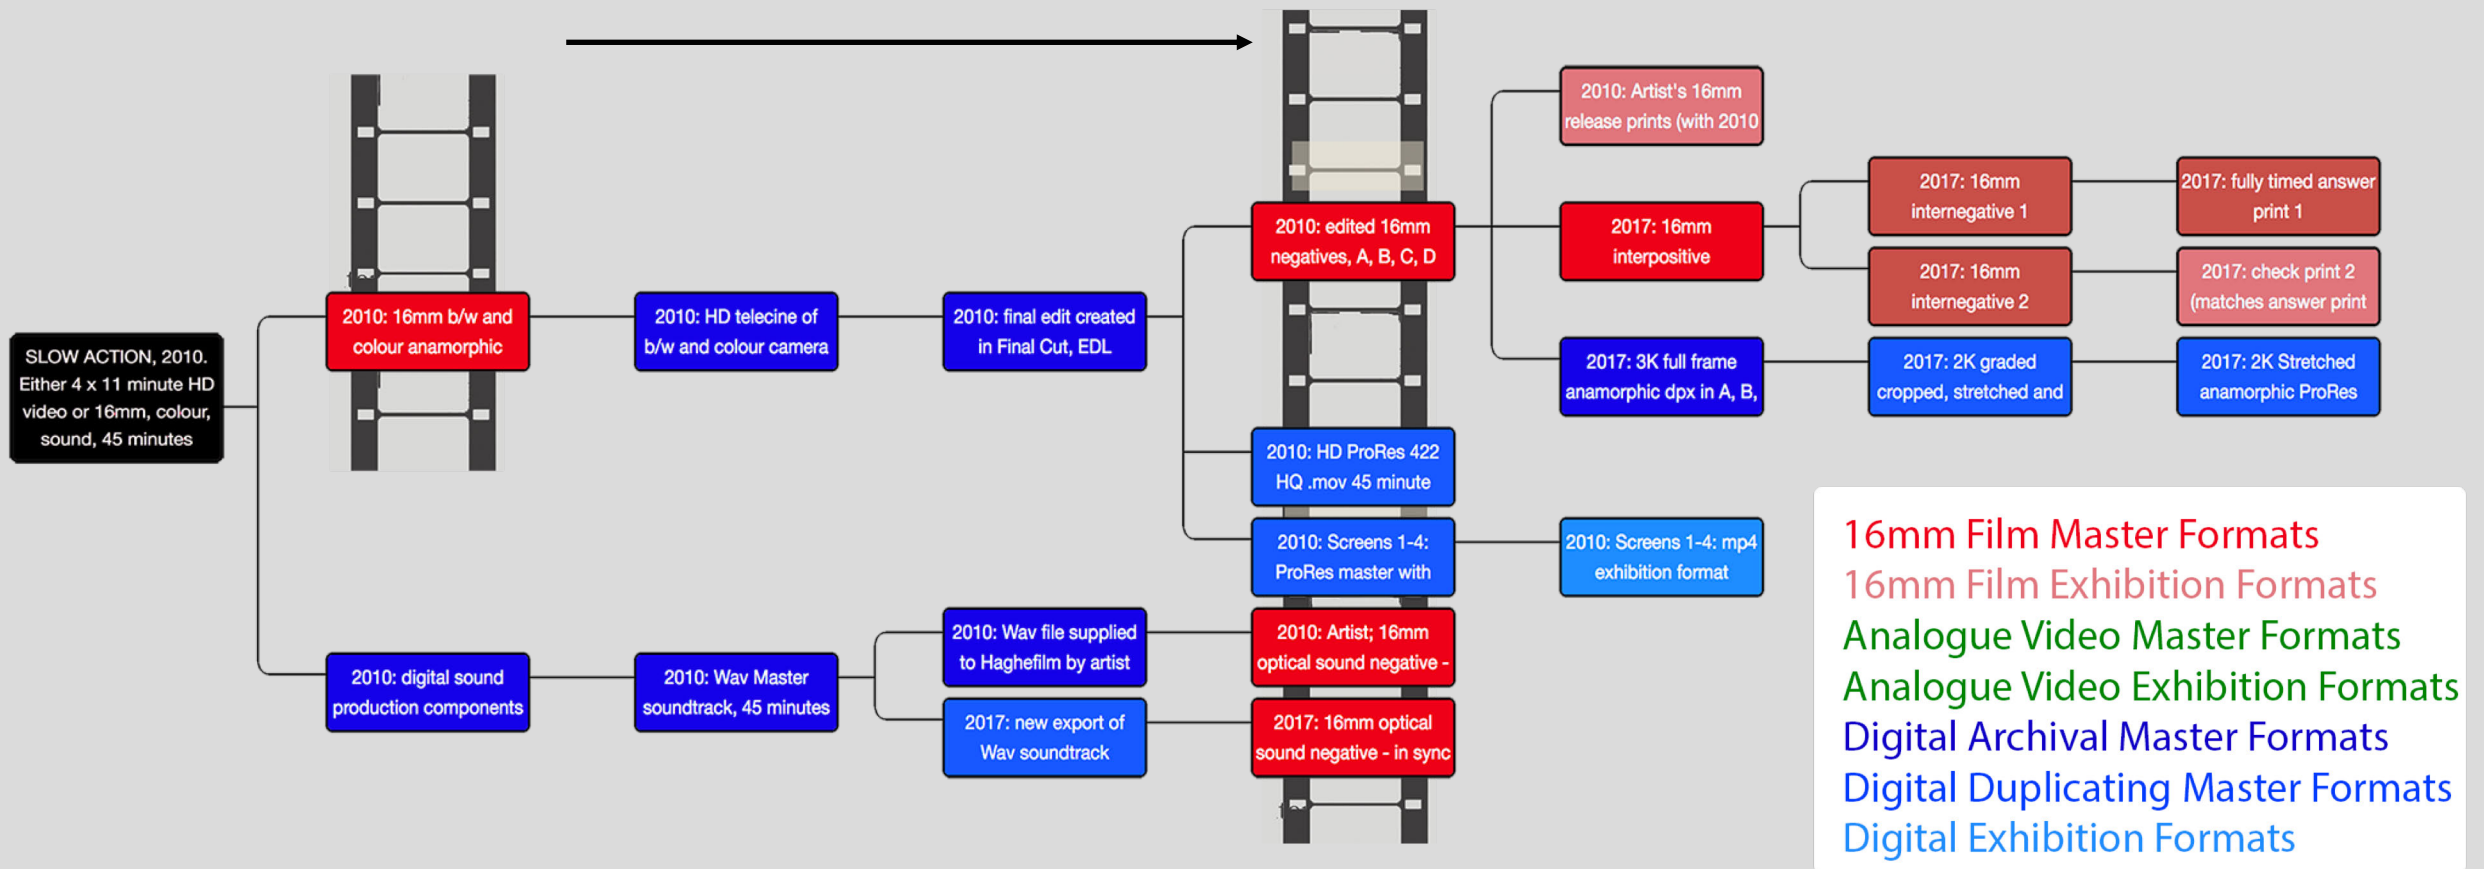 SLOW ACTION, 2010.
Either 4 x 11 minute HD
video or 16mm, colour,
sound, 45 minutes
2010: 16mm b/w and
colour anamorphic
2010: HD telecine of
b/w and colour camera
2010: final edit created
in Final Cut, EDL
2010: edited 16mm
negatives, A, B, C, D
2010: Artist's 16mm
release prints (with 2010
2017: 16mm
interpositive
2017: 16mm
internegative 1
2017: fully timed answer
print 1
2017: 16mm
internegative 2
2017: check print 2
(matches answer print
2017: 3K full frame
anamorphic dpx in A, B,
2017: 2K graded
cropped, stretched and
2017: 2K Stretched
anamorphic ProRes
2010: HD ProRes 422
HQ .mov 45 minute
2010: Screens 1-4:
ProRes master with
2010: Screens 1-4: mp4
exhibition format
2010: digital sound
production components
2010: Wav Master
soundtrack, 45 minutes
2010: Wav file supplied
to Haghefilm by artist
2010: Artist; 16mm
optical sound negative -
2017: new export of
Wav soundtrack
2017: 16mm optical
sound negative - in sync
16mm Film Master Formats
16mm Film Exhibition Formats
Analogue Video Master Formats
Analogue Video Exhibition Formats
Digital Archival Master Formats
Digital Duplicating Master Formats
Digital Exhibition Formats